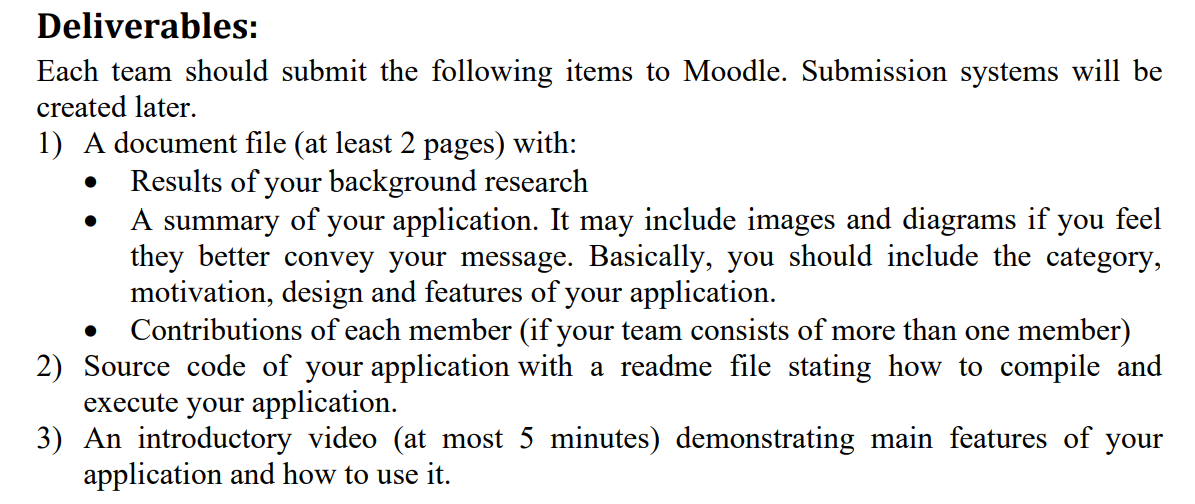 Deliverables:
Each team should submit the following items to Moodle. Submission systems will be
created later.
1) A document file (at least 2 pages) with:
• Results of your background research
• A summary of your application. It may include images and diagrams if you feel
they better convey your message. Basically, you should include the category,
motivation, design and features of your application.
• Contributions of each member (if your team consists of more than one member)
2) Source code of your application with a readme file stating how to compile and
execute your application.
3) An introductory video (at most 5 minutes) demonstrating main features of your
application and how to use it.